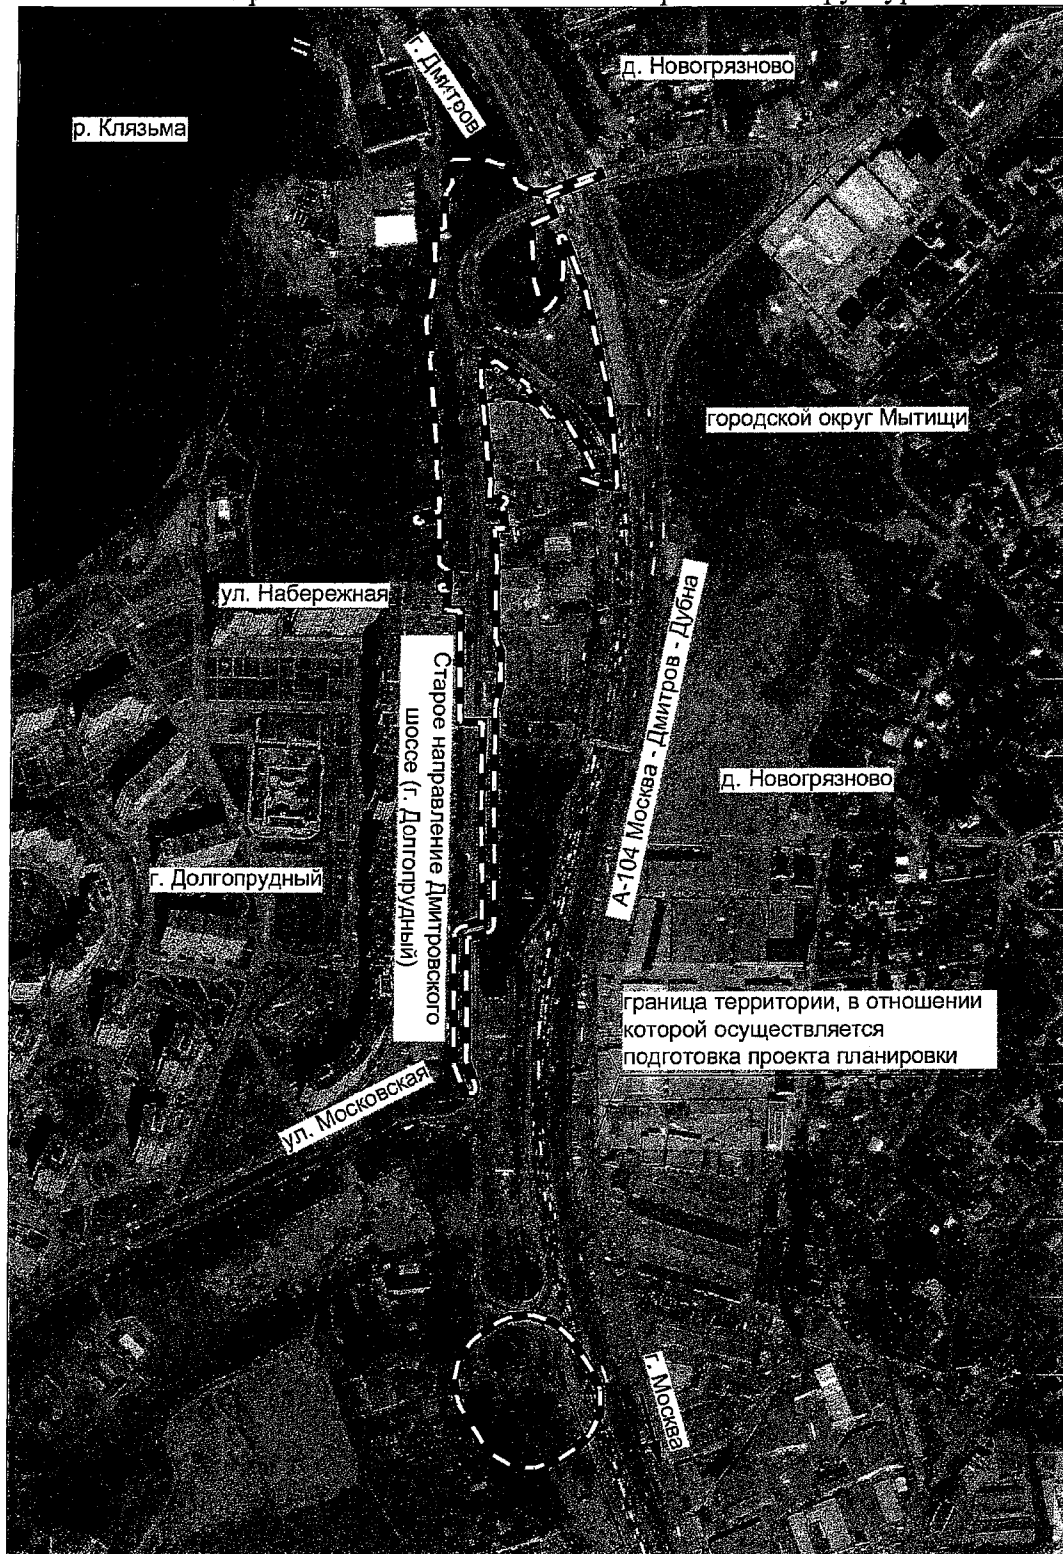 г. Дмитров
д. Новогрязново
р. Клязьма
городской округ Мытищи
ул. Набережная
А-104 Москва - Дмитров - Дубна
Старое направление Дмитровского
шоссе (г. Долгопрудный)
д. Новогрязново
г. Долгопрудный
граница территории, в отношении
которой осуществляется
подготовка проекта планировки
ул. Московская
г. Москва